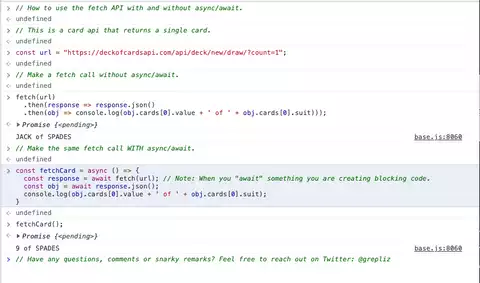 // How to use the fetch API with and without async/await.
undefined
// This is a card api that returns a single card.
undefined
const url = "https://deckofcardsapi.com/api/deck/new/draw/?count=1";
undefined
// Make a fetch call without async/await.
undefined
fetch(url)
.then(response => response.json()
.then(obj => console.log(obj.cards[0].value + ' of ' + obj.cards[0].suit)));
Promise {<pending>}
JACK of SPADES base.js:8060
// Make the same fetch call WITH async/await.
undefined
const fetchCard = async () => {
const response = await fetch(url); // Note: When you "await" something you are creating blocking code.
const obj = await response.json();
console.log(obj.cards[0].value + ' of ' + obj.cards[0].suit);
}
undefined
fetchCard();
Promise {<pending>}
9 of SPADES base.js:8060
// Have any questions, comments or snarky remarks? Feel free to reach out on Twitter: @grepliz